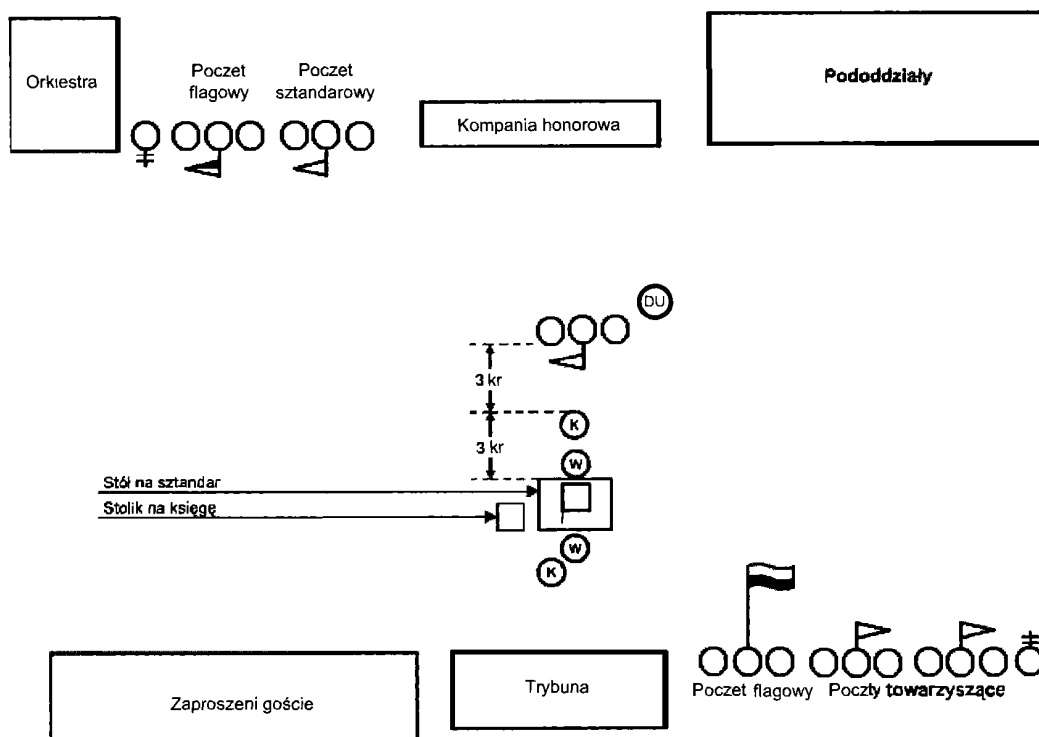 Orkiestra
Poczet
flagowy
Poczet
sztandarowy
Kompania honorowa
Pododdziały
DU
3 kr
K
3 kr
W
Stół na sztandar
Stolik na księgę
W
K
Zaproszeni goście
Trybuna
Poczet flagowy
Poczty towarzyszące